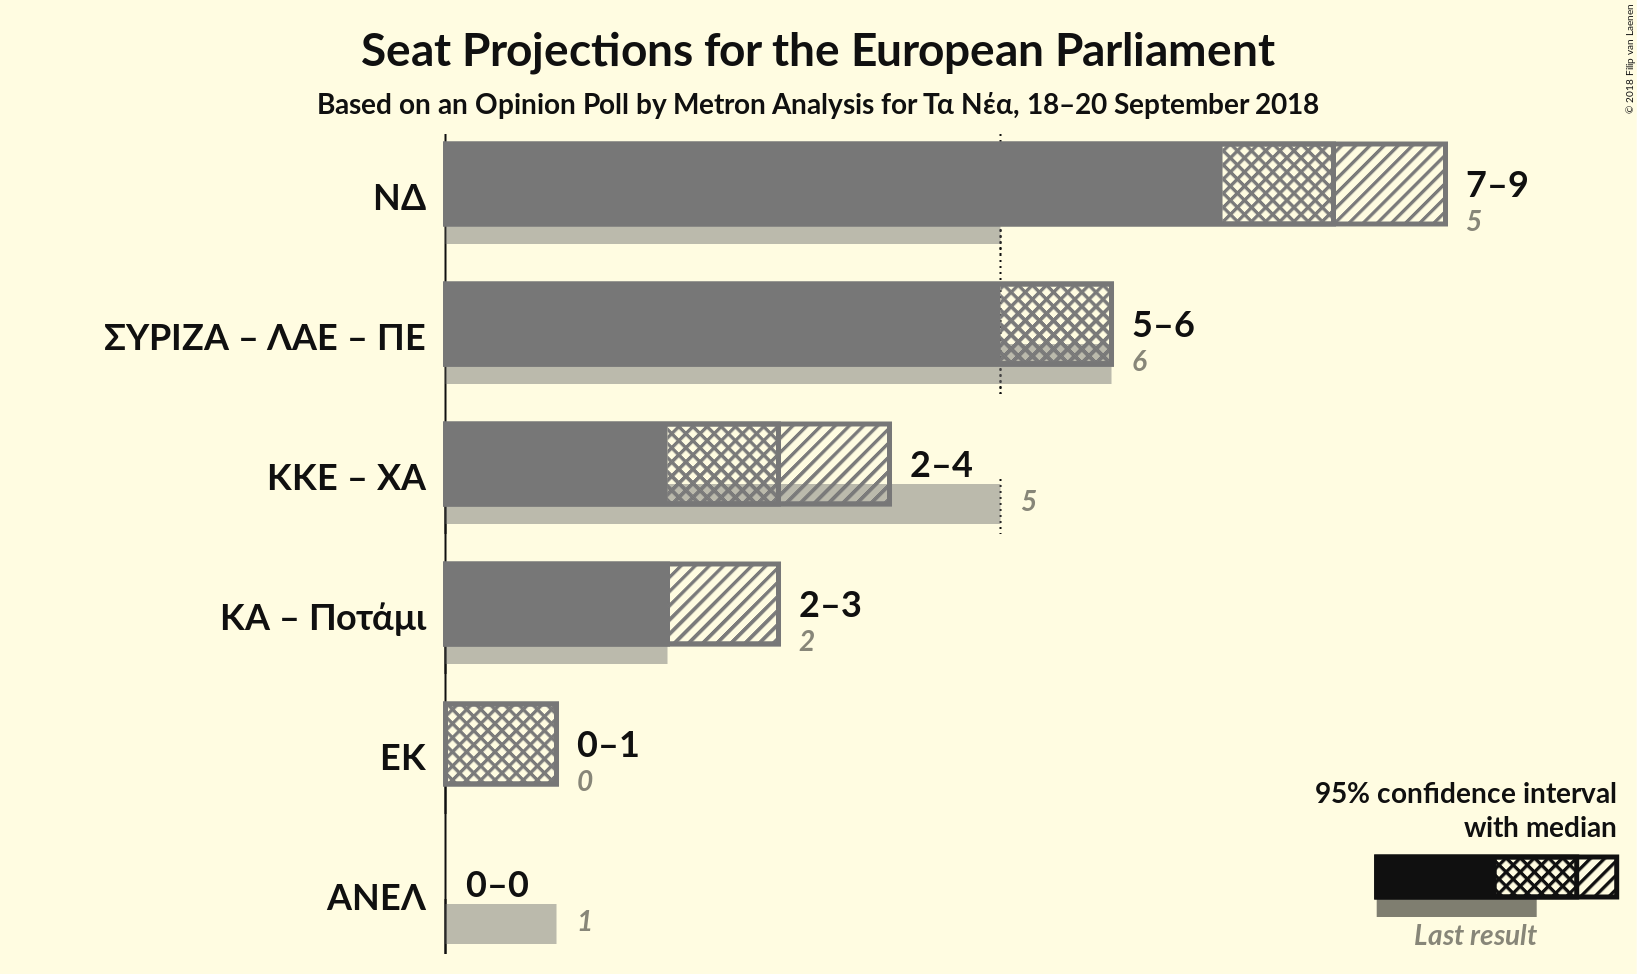 Seat Projections for the European Parliament
Based on an Opinion Poll by Metron Analysis for Τα Νέα, 18–20 September 2018
© 2018 Filip van Laenen
ΝΔ
7–9
5
ΣΥΡΙΖΑ – ΛΑΕ – ΠΕ
5–6
6
ΚΚΕ – ΧΑ
2–4
5
ΚΑ – Ποτάμι
2–3
2
ΕΚ
0–1
0
ΑΝΕΛ
0–0
1
95% confidence interval
with median
Last result